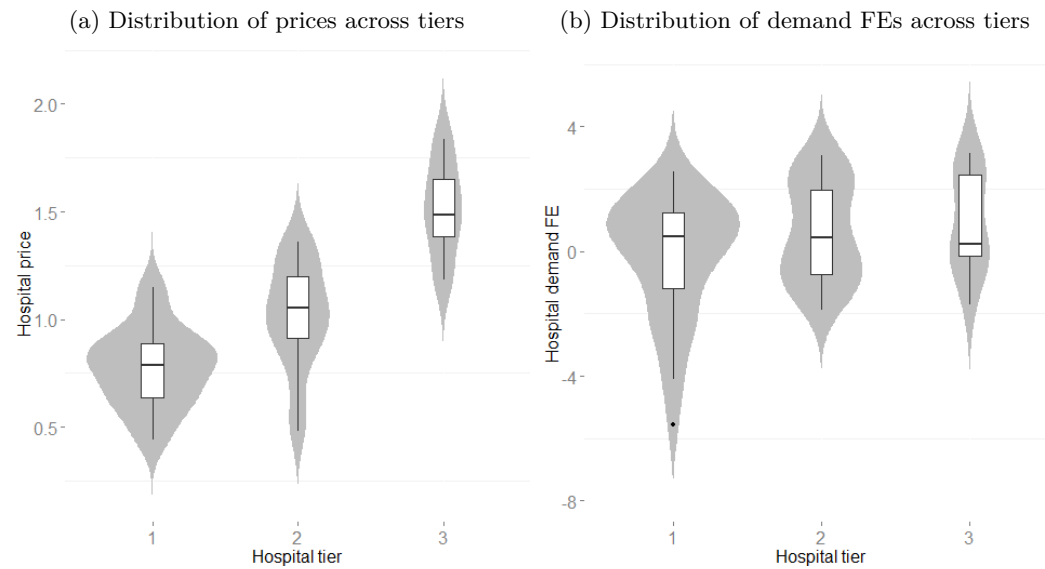 (a) Distribution of prices across tiers
Hospital price
2.0
1.5
1.0
0.5
1 2 3
Hospital tier
(b) Distribution of demand FEs across tiers
Hospital demand FE
4
0
-4
-8
1 2 3
Hospital tier